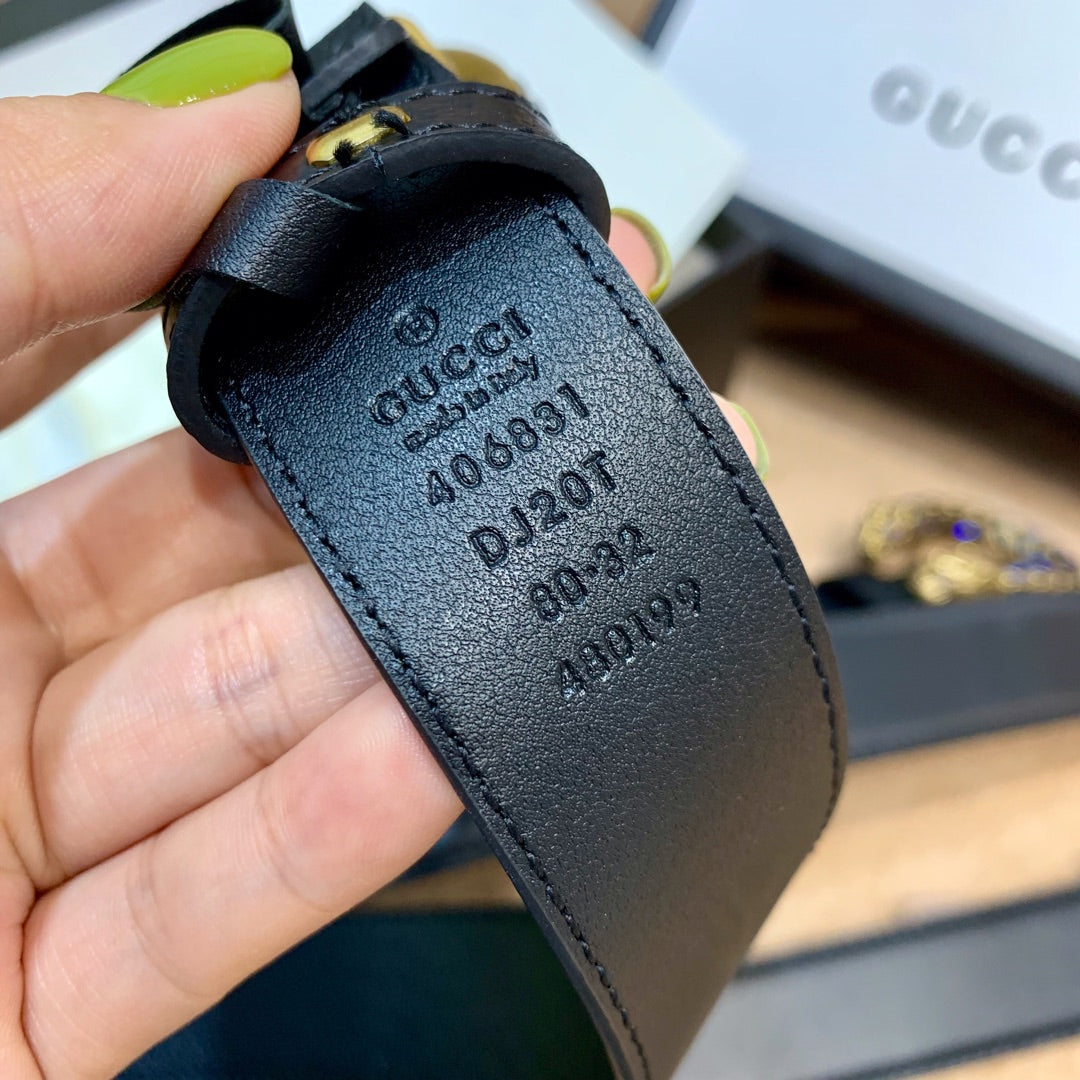 GUCCI
GUCCI
made in italy
406831
DJ20T
80·32
480199